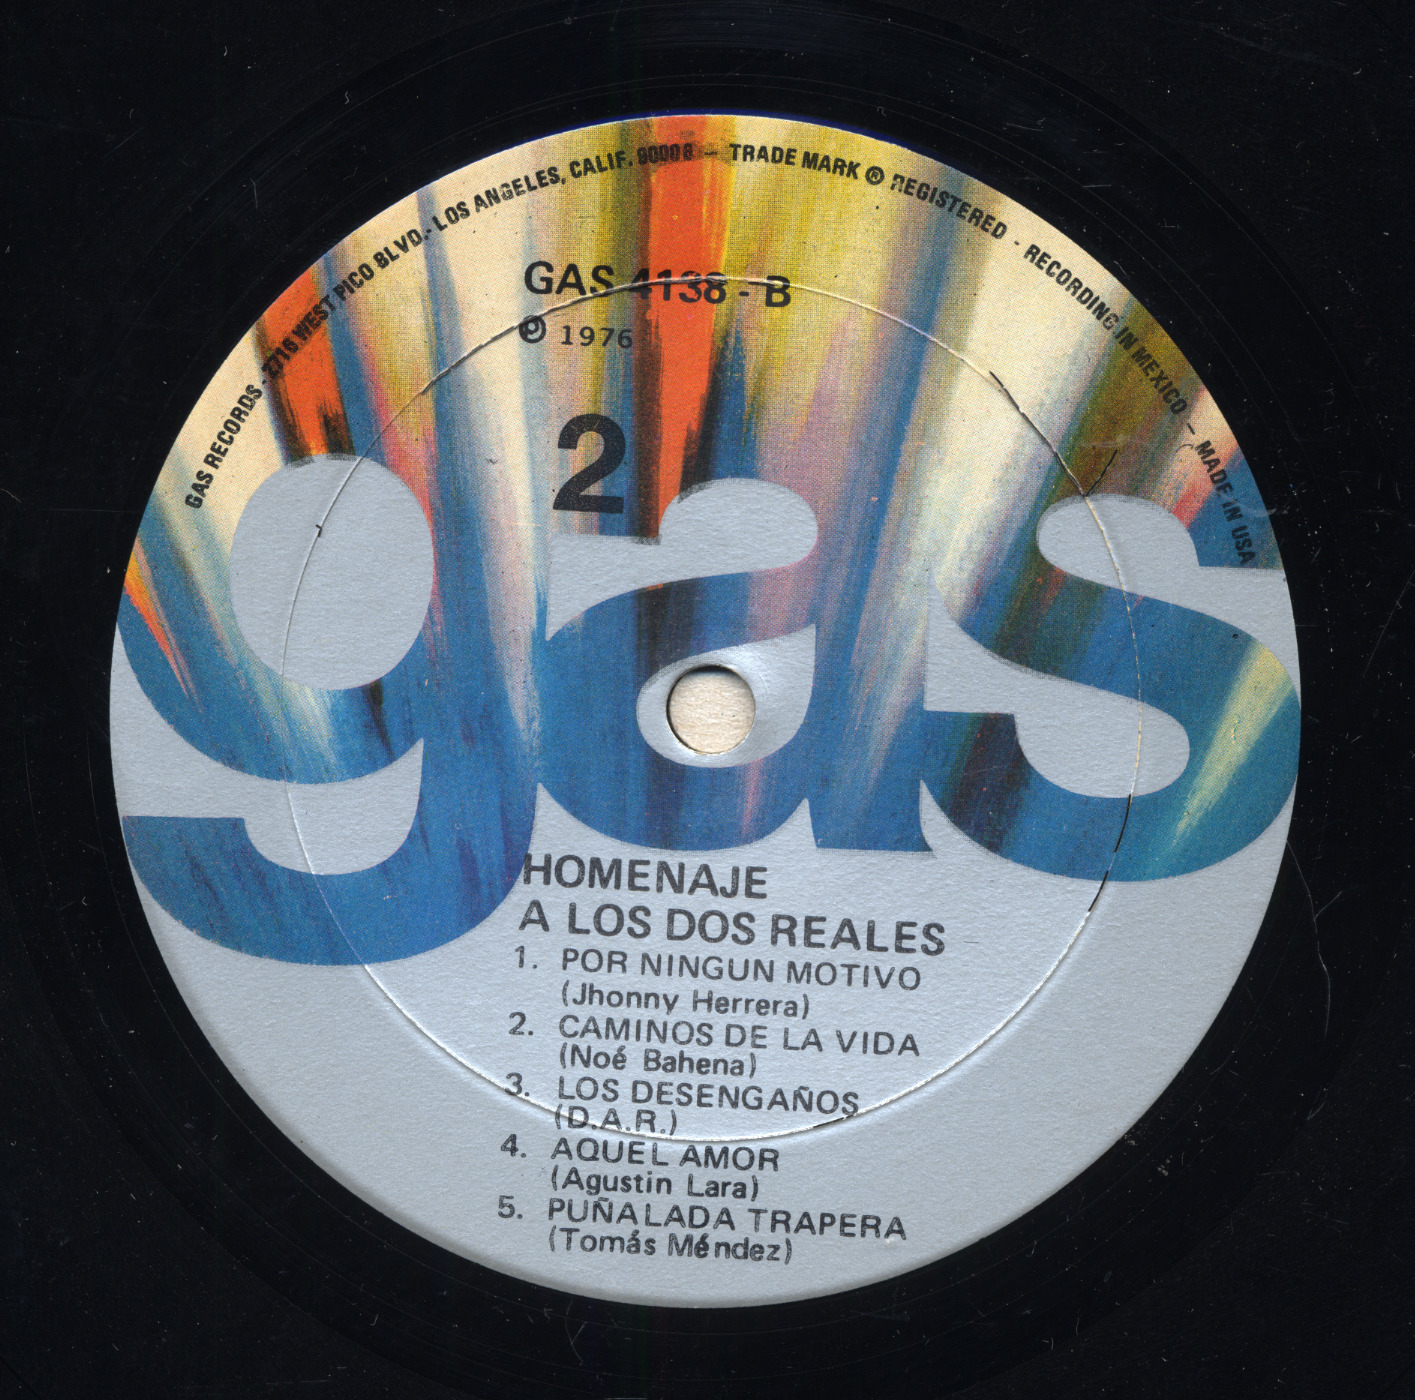 GAS RECORDS - 2716 WEST PICO BLVD. - LOS ANGELES, CALIF. 90006 — TRADE MARK ® REGISTERED - RECORDING IN MEXICO — MADE IN USA
GAS 4138 - B
℗ 1976
2
gas
HOMENAJE
A LOS DOS REALES
1. POR NINGUN MOTIVO
(Jhonny Herrera)
2. CAMINOS DE LA VIDA
(Noé Bahena)
3. LOS DESENGAÑOS
(D.A.R.)
4. AQUEL AMOR
(Agustin Lara)
5. PUÑALADA TRAPERA
(Tomás Méndez)